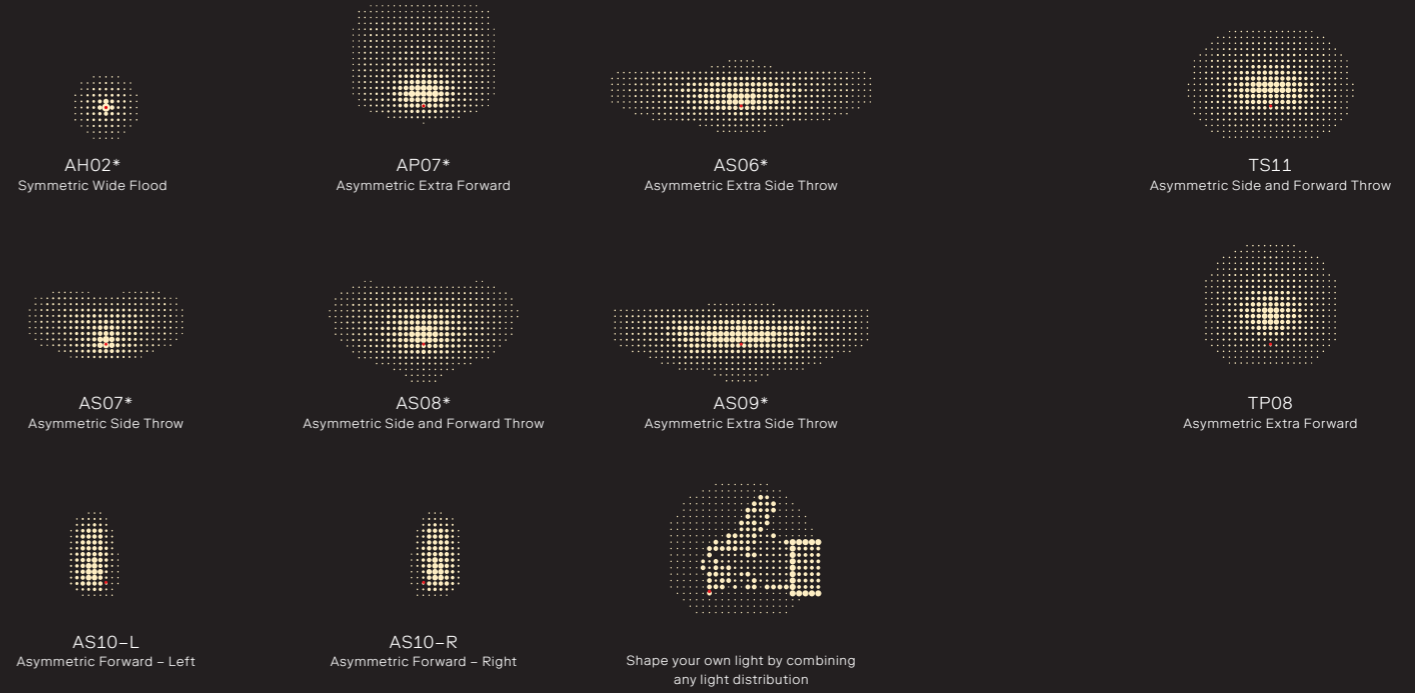 AH02*
Symmetric Wide Flood
AP07*
Asymmetric Extra Forward
AS06*
Asymmetric Extra Side Throw
TS11
Asymmetric Side and Forward Throw
AS07*
Asymmetric Side Throw
AS08*
Asymmetric Side and Forward Throw
AS09*
Asymmetric Extra Side Throw
TP08
Asymmetric Extra Forward
AS10–L
Asymmetric Forward – Left
AS10–R
Asymmetric Forward – Right
Shape your own light by combining
any light distribution